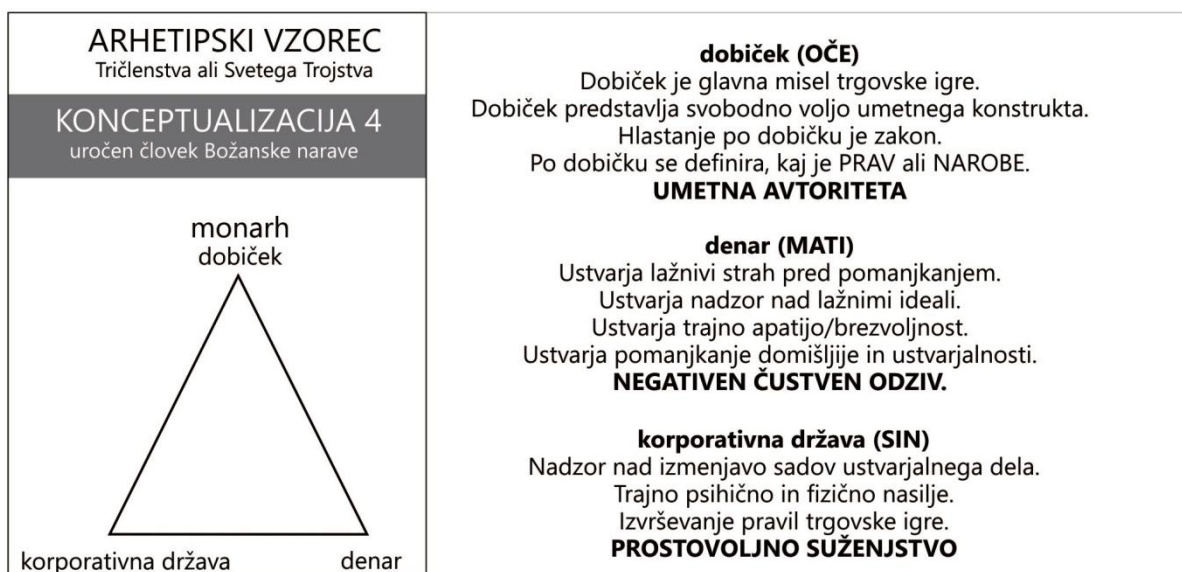 ARHETIPSKI VZOREC
Tričlenstva ali Svetega Trojstva
KONCEPTUALIZACIJA 4
uročen človek Božanske narave
monarh
dobiček
korporativna država
denar
dobiček (OČE)
Dobiček je glavna misel trgovske igre.
Dobiček predstavlja svobodno voljo umetnega konstrukta.
Hlastanje po dobičku je zakon.
Po dobičku se definira, kaj je PRAV ali NAROBE.
UMETNA AVTORITETA
denar (MATI)
Ustvarja lažnivi strah pred pomanjkanjem.
Ustvarja nadzor nad lažnimi ideali.
Ustvarja trajno apatijo/brezvoljnost.
Ustvarja pomanjkanje domišljije in ustvarjalnosti.
NEGATIVEN ČUSTVEN ODZIV.
korporativna država (SIN)
Nadzor nad izmenjavo sadov ustvarjalnega dela.
Trajno psihično in fizično nasilje.
Izvrševanje pravil trgovske igre.
PROSTOVOLJNO SUŽENJSTVO